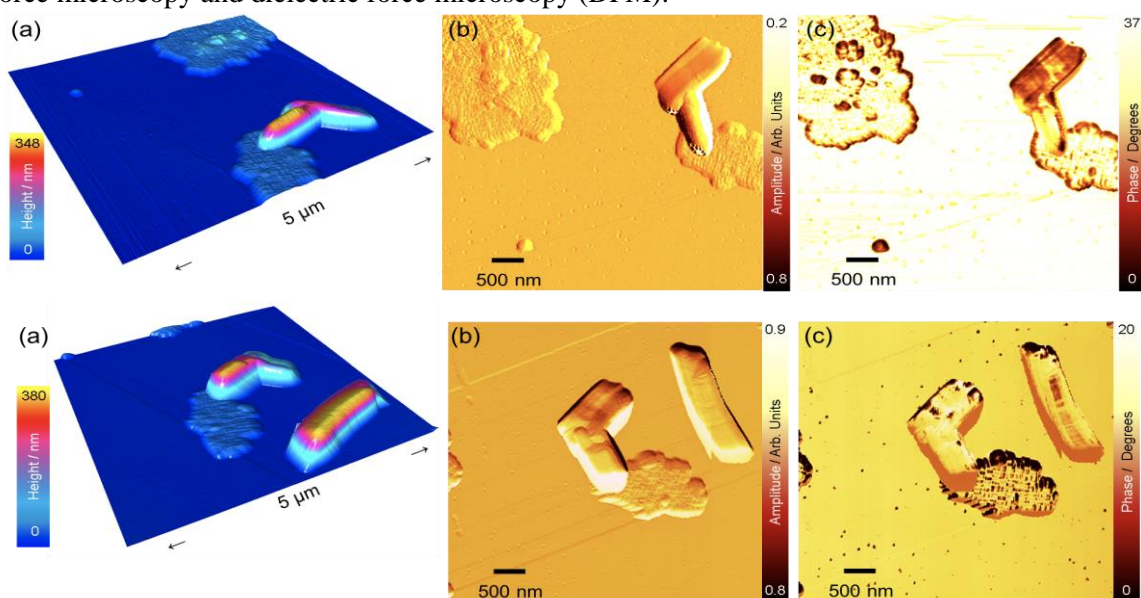 force microscopy and dielectric force microscopy (DFM).
(a)
348
Height / nm
0
5 µm
(b)
500 nm
0.2
Amplitude / Arb. Units
0.8
(c)
500 nm
37
Phase / Degrees
0
(a)
380
Height / nm
0
5 µm
(b)
500 nm
0.9
Amplitude / Arb. Units
0.8
(c)
500 nm
20
Phase / Degrees
0